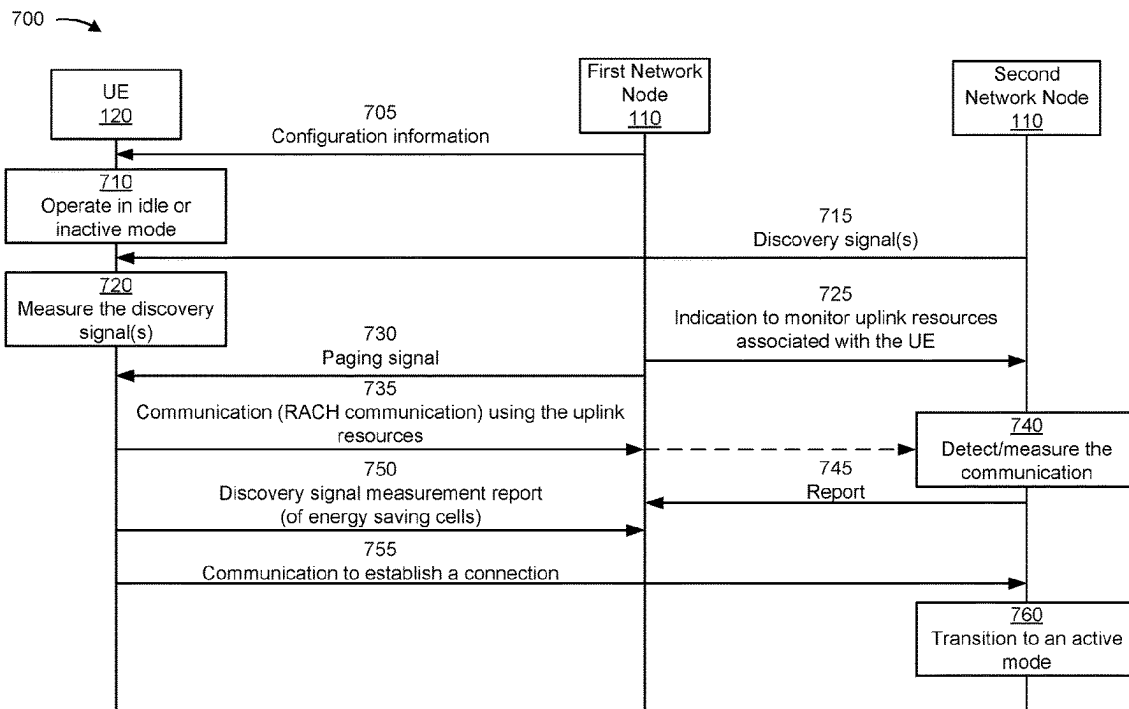 700
UE
120
First Network
Node
110
Second
Network Node
110
705
Configuration information
710
Operate in idle or
inactive mode
715
Discovery signal(s)
720
Measure the discovery
signal(s)
725
Indication to monitor uplink resources
associated with the UE
730
Paging signal
735
Communication (RACH communication) using the uplink
resources
740
Detect/measure the
communication
745
Report
750
Discovery signal measurement report
(of energy saving cells)
755
Communication to establish a connection
760
Transition to an active
mode